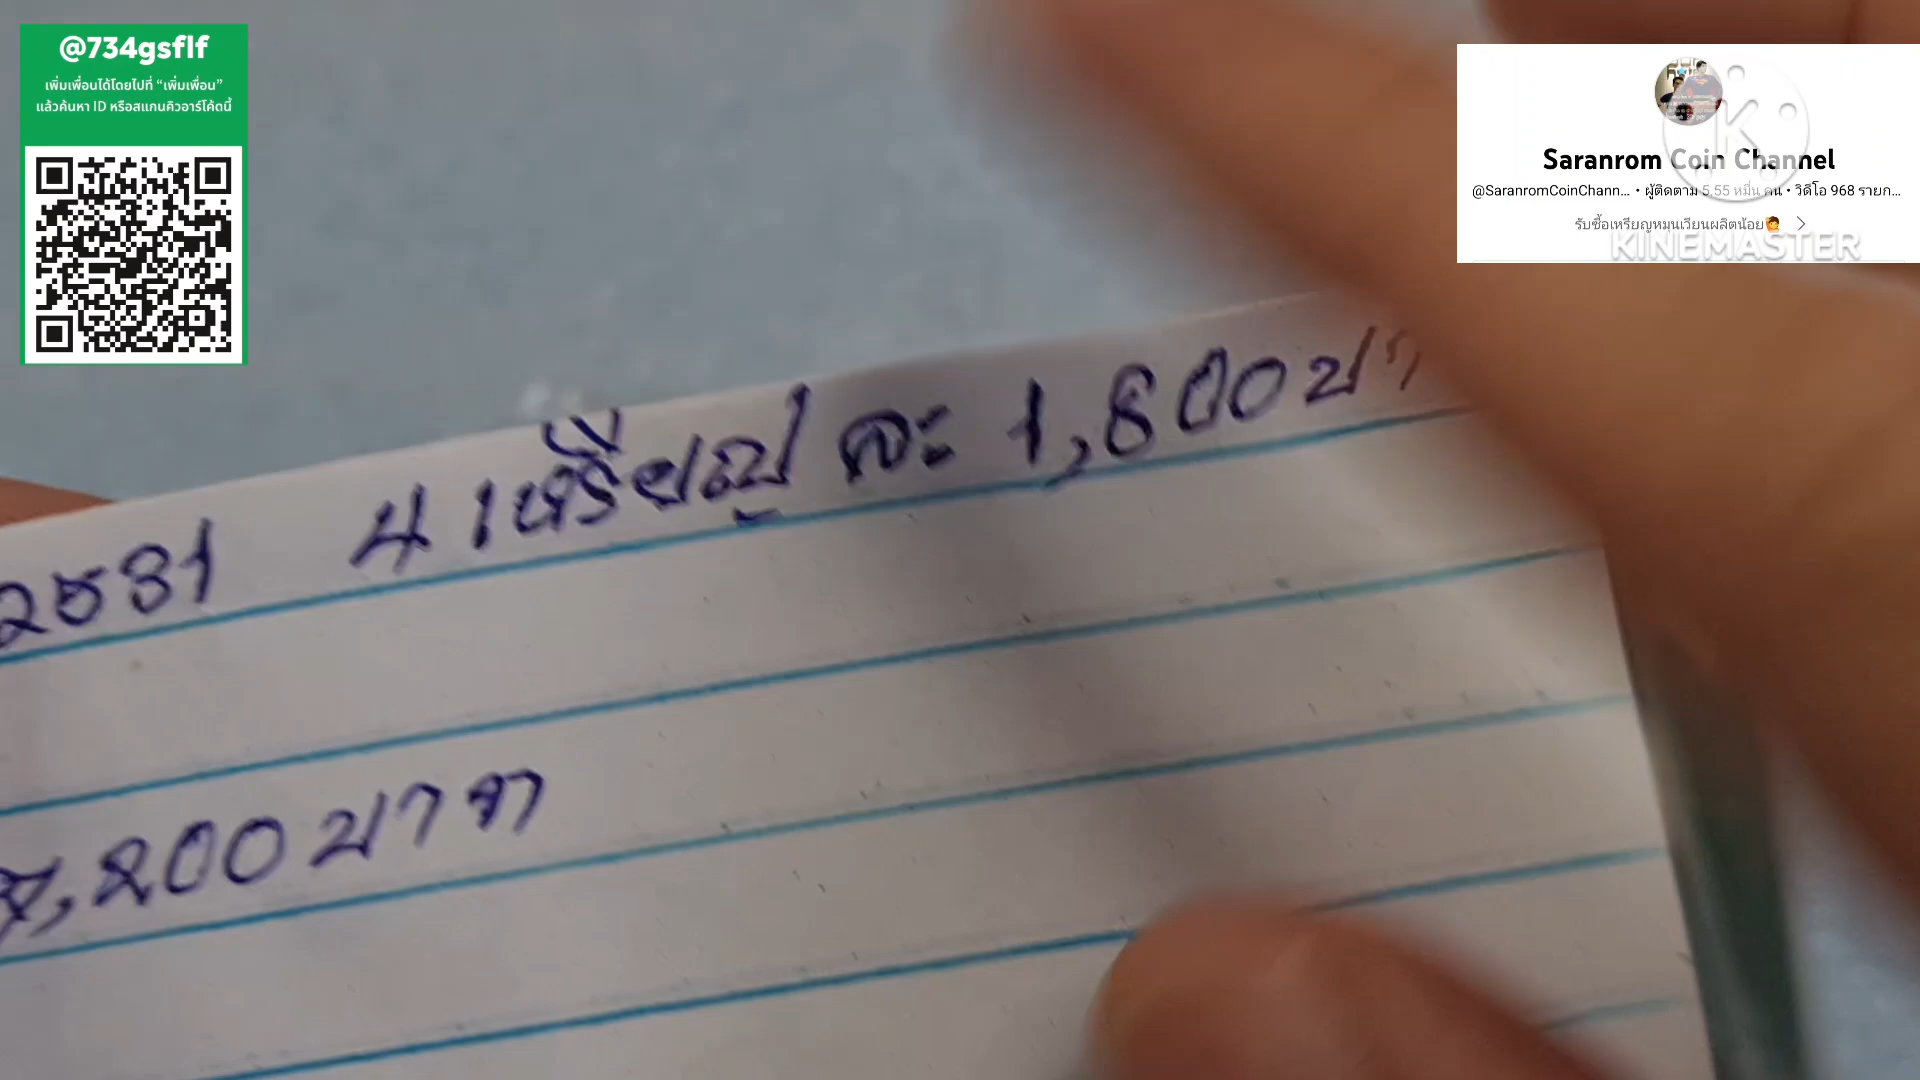 @734gsflf
เพิ่มเพื่อนได้โดยไปที่ “เพิ่มเพื่อน”
แล้วค้นหา ID หรือสแกนคิวอาร์โค้ดนี้
Saranrom Coin Channel
@SaranromCoinChann... • ผู้ติดตาม 5.55 หมื่น คน • วิดีโอ 968 รายก...
รับซื้อเหรียญหมุนเวียนผลิตน้อย🙋 >
KINEMASTER
2531 4 เหรียญ ละ 1,800 บา
7,200 บาท